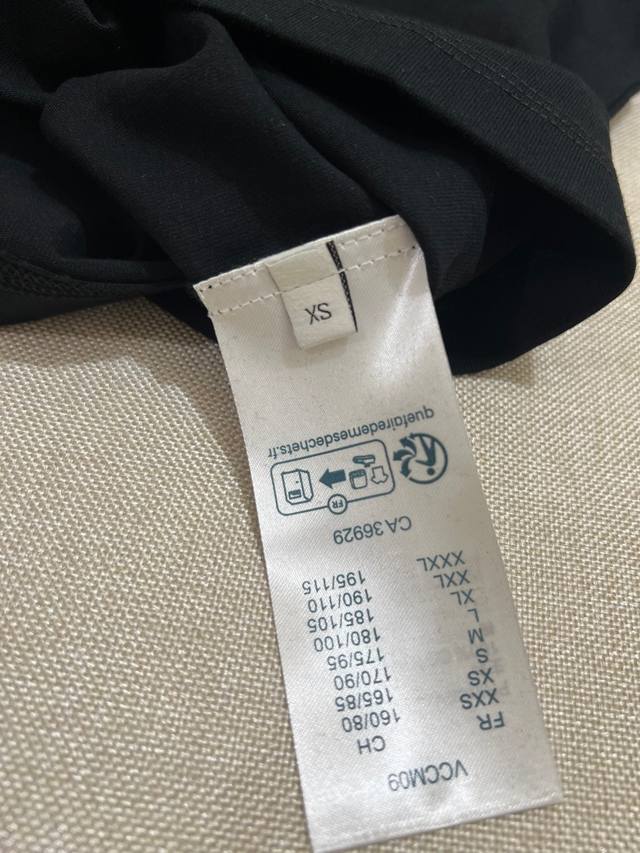 VCCM09
FR CH
XXS 160/80
XS 165/85
S 170/90
M 175/95
L 180/100
XL 185/105
XXL 190/110
XXXL 195/115
CA 36929
FR
quefairedemesdechets.fr
XS